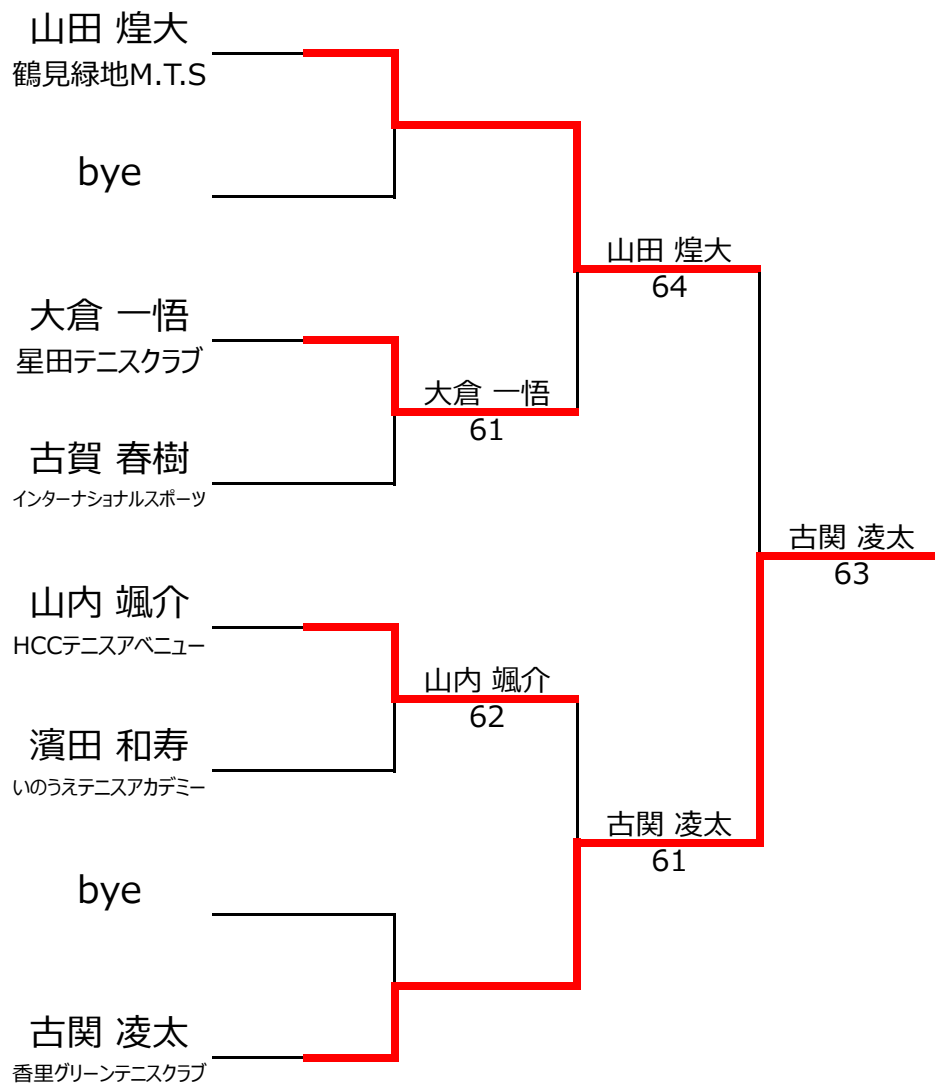 山田 煌大
鶴見緑地M.T.S
bye
山田 煌大
64
大倉 一悟
星田テニスクラブ
大倉 一悟
61
古賀 春樹
インターナショナルスポーツ
古関 凌太
63
山内 颯介
HCCテニスアベニュー
山内 颯介
62
濱田 和寿
いのうえテニスアカデミー
古関 凌太
61
bye
古関 凌太
香里グリーンテニスクラブ